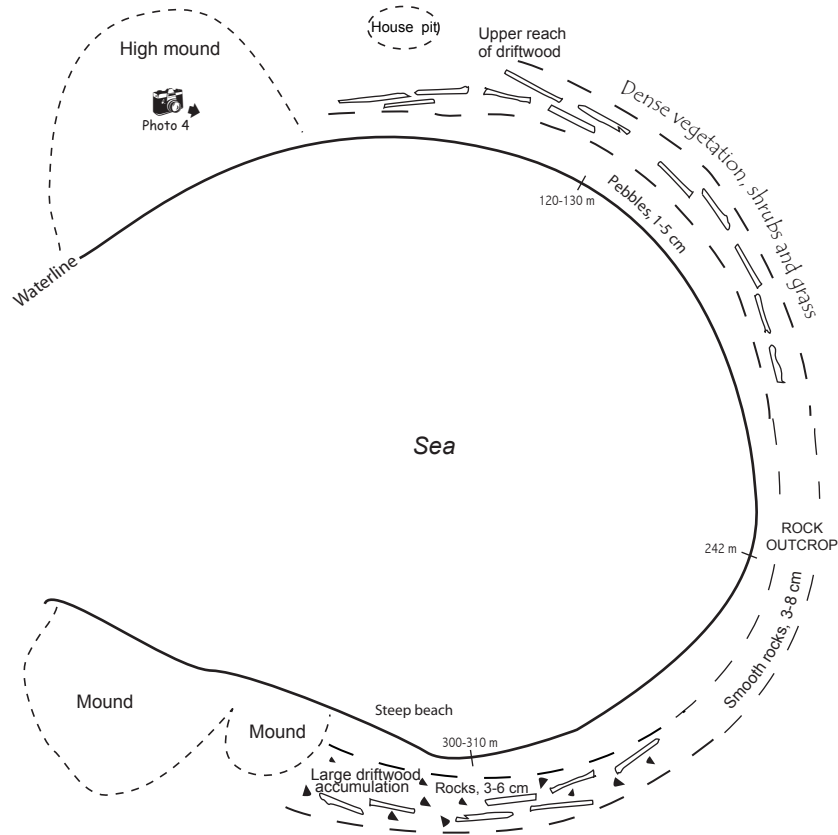 House pit
High mound
Upper reach
of driftwood
Photo 4
Dense vegetation, shrubs and grass
120-130 m
Pebbles, 1-5 cm
Waterline
Sea
ROCK
OUTCROP
242 m
Smooth rocks, 3-8 cm
Mound
Steep beach
Mound
300-310 m
Large driftwood
accumulation
Rocks, 3-6 cm